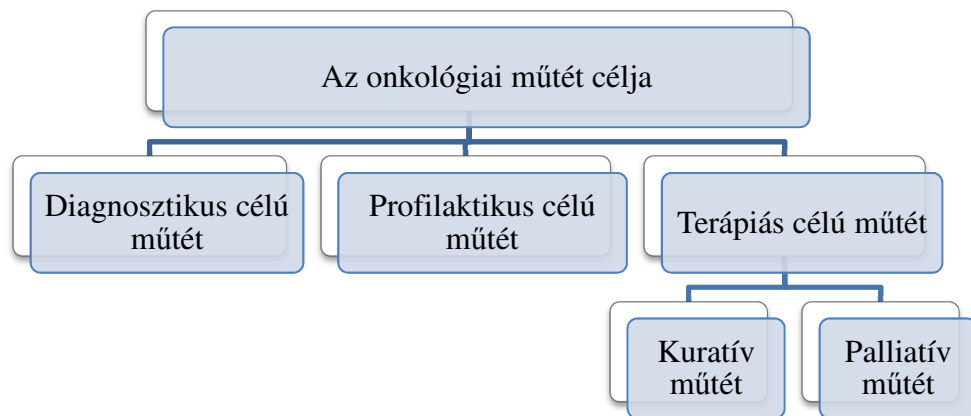 Az onkológiai műtét célja
Diagnosztikus célú
műtét
Profilaktikus célú
műtét
Terápiás célú műtét
Kuratív
műtét
Palliatív
műtét